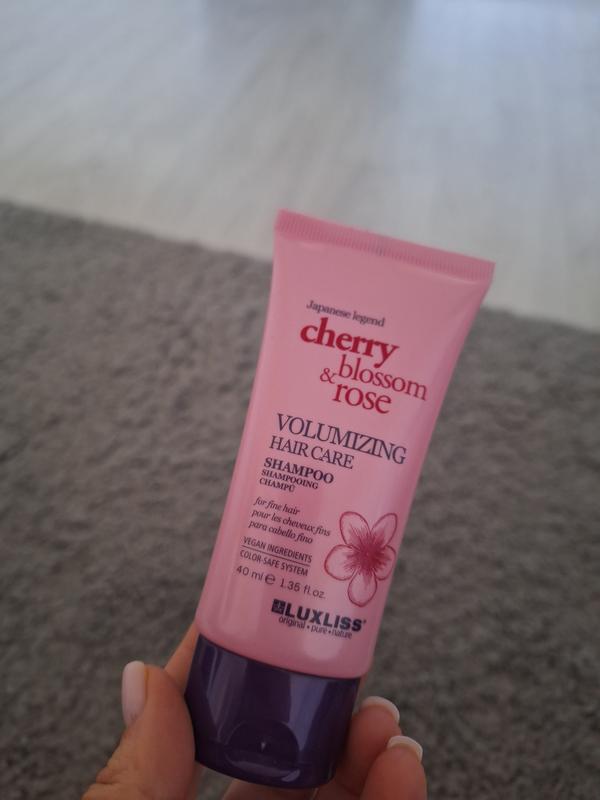 Japanese legend
cherry
blossom
& rose
VOLUMIZING
HAIR CARE
SHAMPOO
SHAMPOOING
CHAMPÚ
for fine hair
pour les cheveux fins
para cabello fino
VEGAN INGREDIENTS
COLOR-SAFE SYSTEM
40 ml ℮ 1.35 fl.oz.
LUXLISS®
original • pure • nature